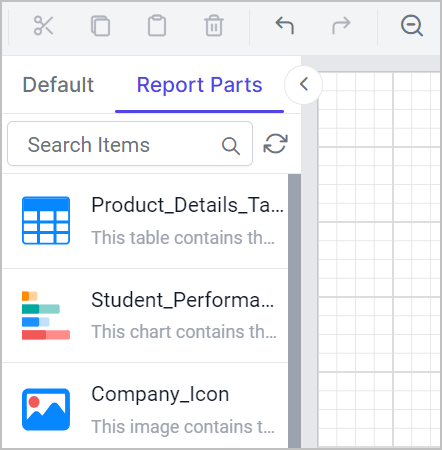 Default Report Parts
Search Items
Product_Details_Ta...
This table contains th...
Student_Performa...
This chart contains th...
Company_Icon
This image contains t...